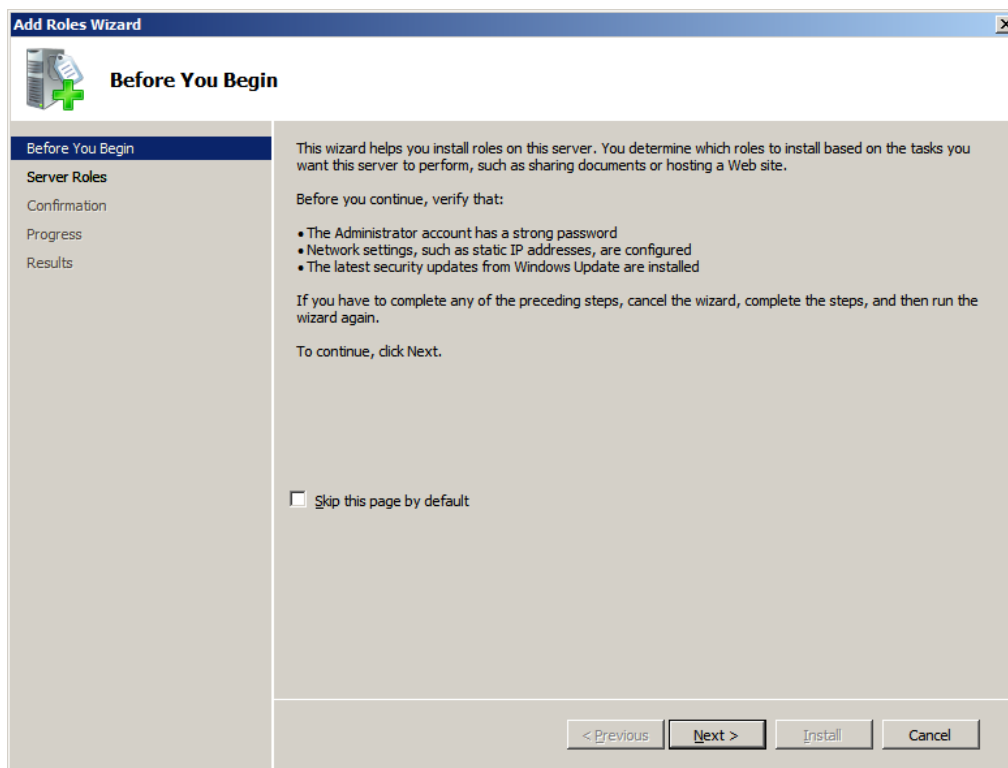 Add Roles Wizard
Before You Begin
Before You Begin
Server Roles
Confirmation
Progress
Results
This wizard helps you install roles on this server. You determine which roles to install based on the tasks you
want this server to perform, such as sharing documents or hosting a Web site.
Before you continue, verify that:
• The Administrator account has a strong password
• Network settings, such as static IP addresses, are configured
• The latest security updates from Windows Update are installed
If you have to complete any of the preceding steps, cancel the wizard, complete the steps, and then run the
wizard again.
To continue, click Next.
Skip this page by default
< Previous Next > Install Cancel